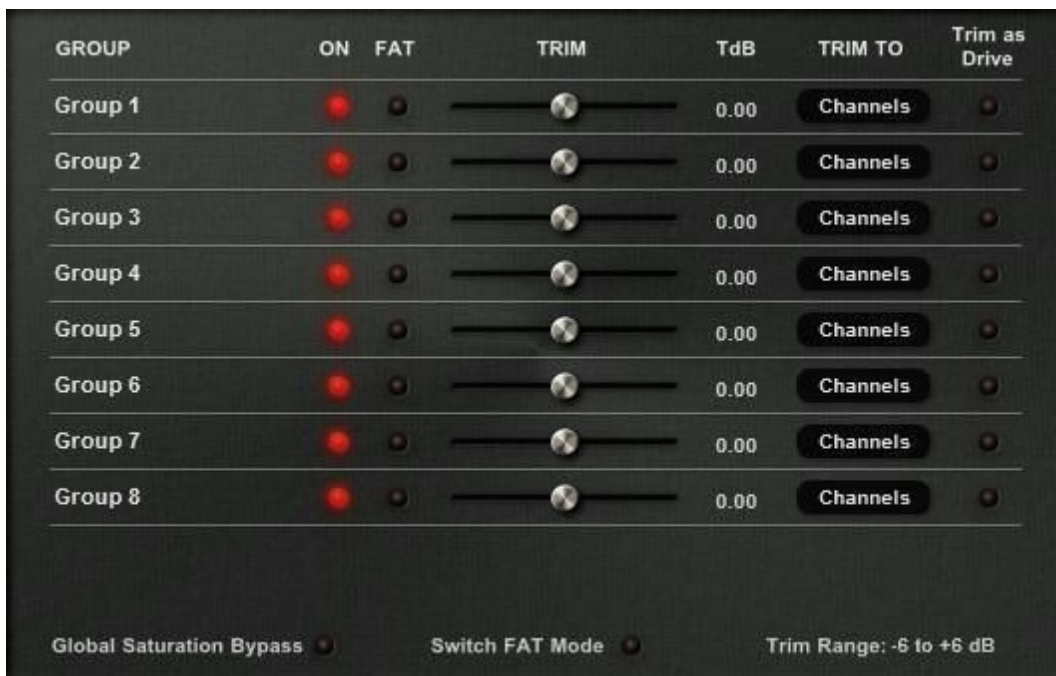 GROUP ON FAT TRIM TdB TRIM TO Trim as Drive
Group 1 0.00 Channels
Group 2 0.00 Channels
Group 3 0.00 Channels
Group 4 0.00 Channels
Group 5 0.00 Channels
Group 6 0.00 Channels
Group 7 0.00 Channels
Group 8 0.00 Channels
Global Saturation Bypass Switch FAT Mode Trim Range: -6 to +6 dB